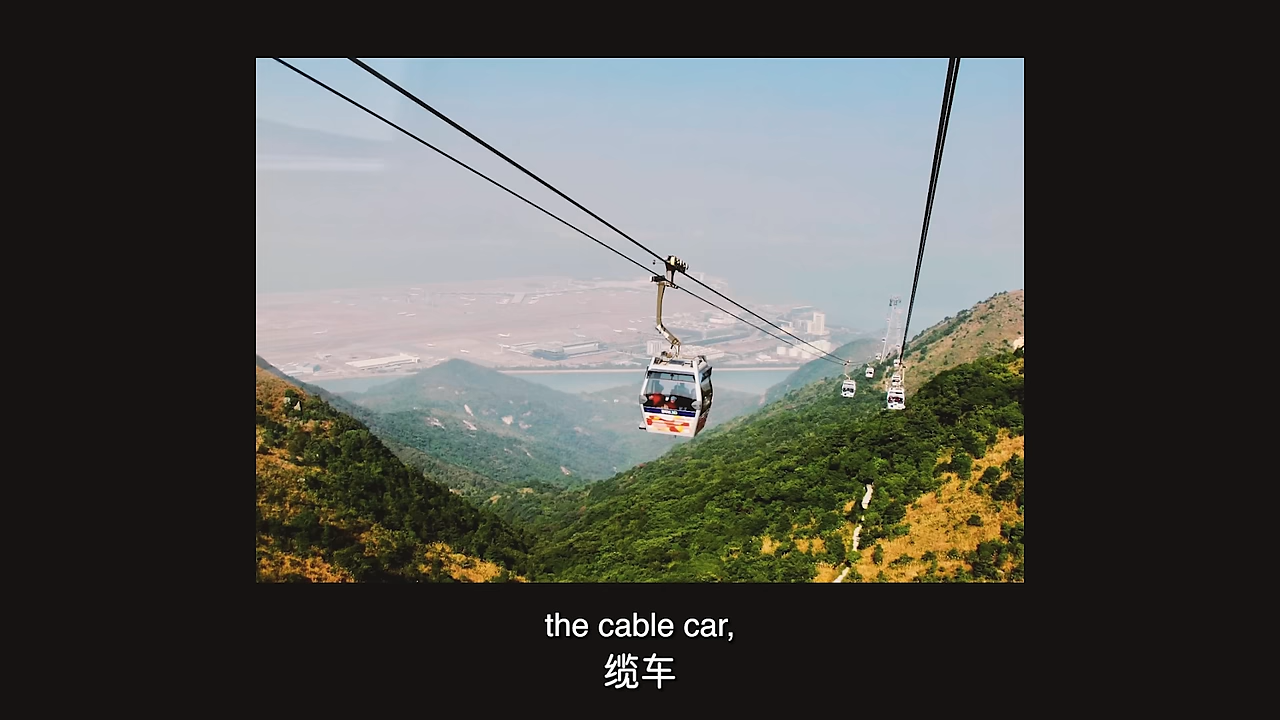 the cable car,
缆车